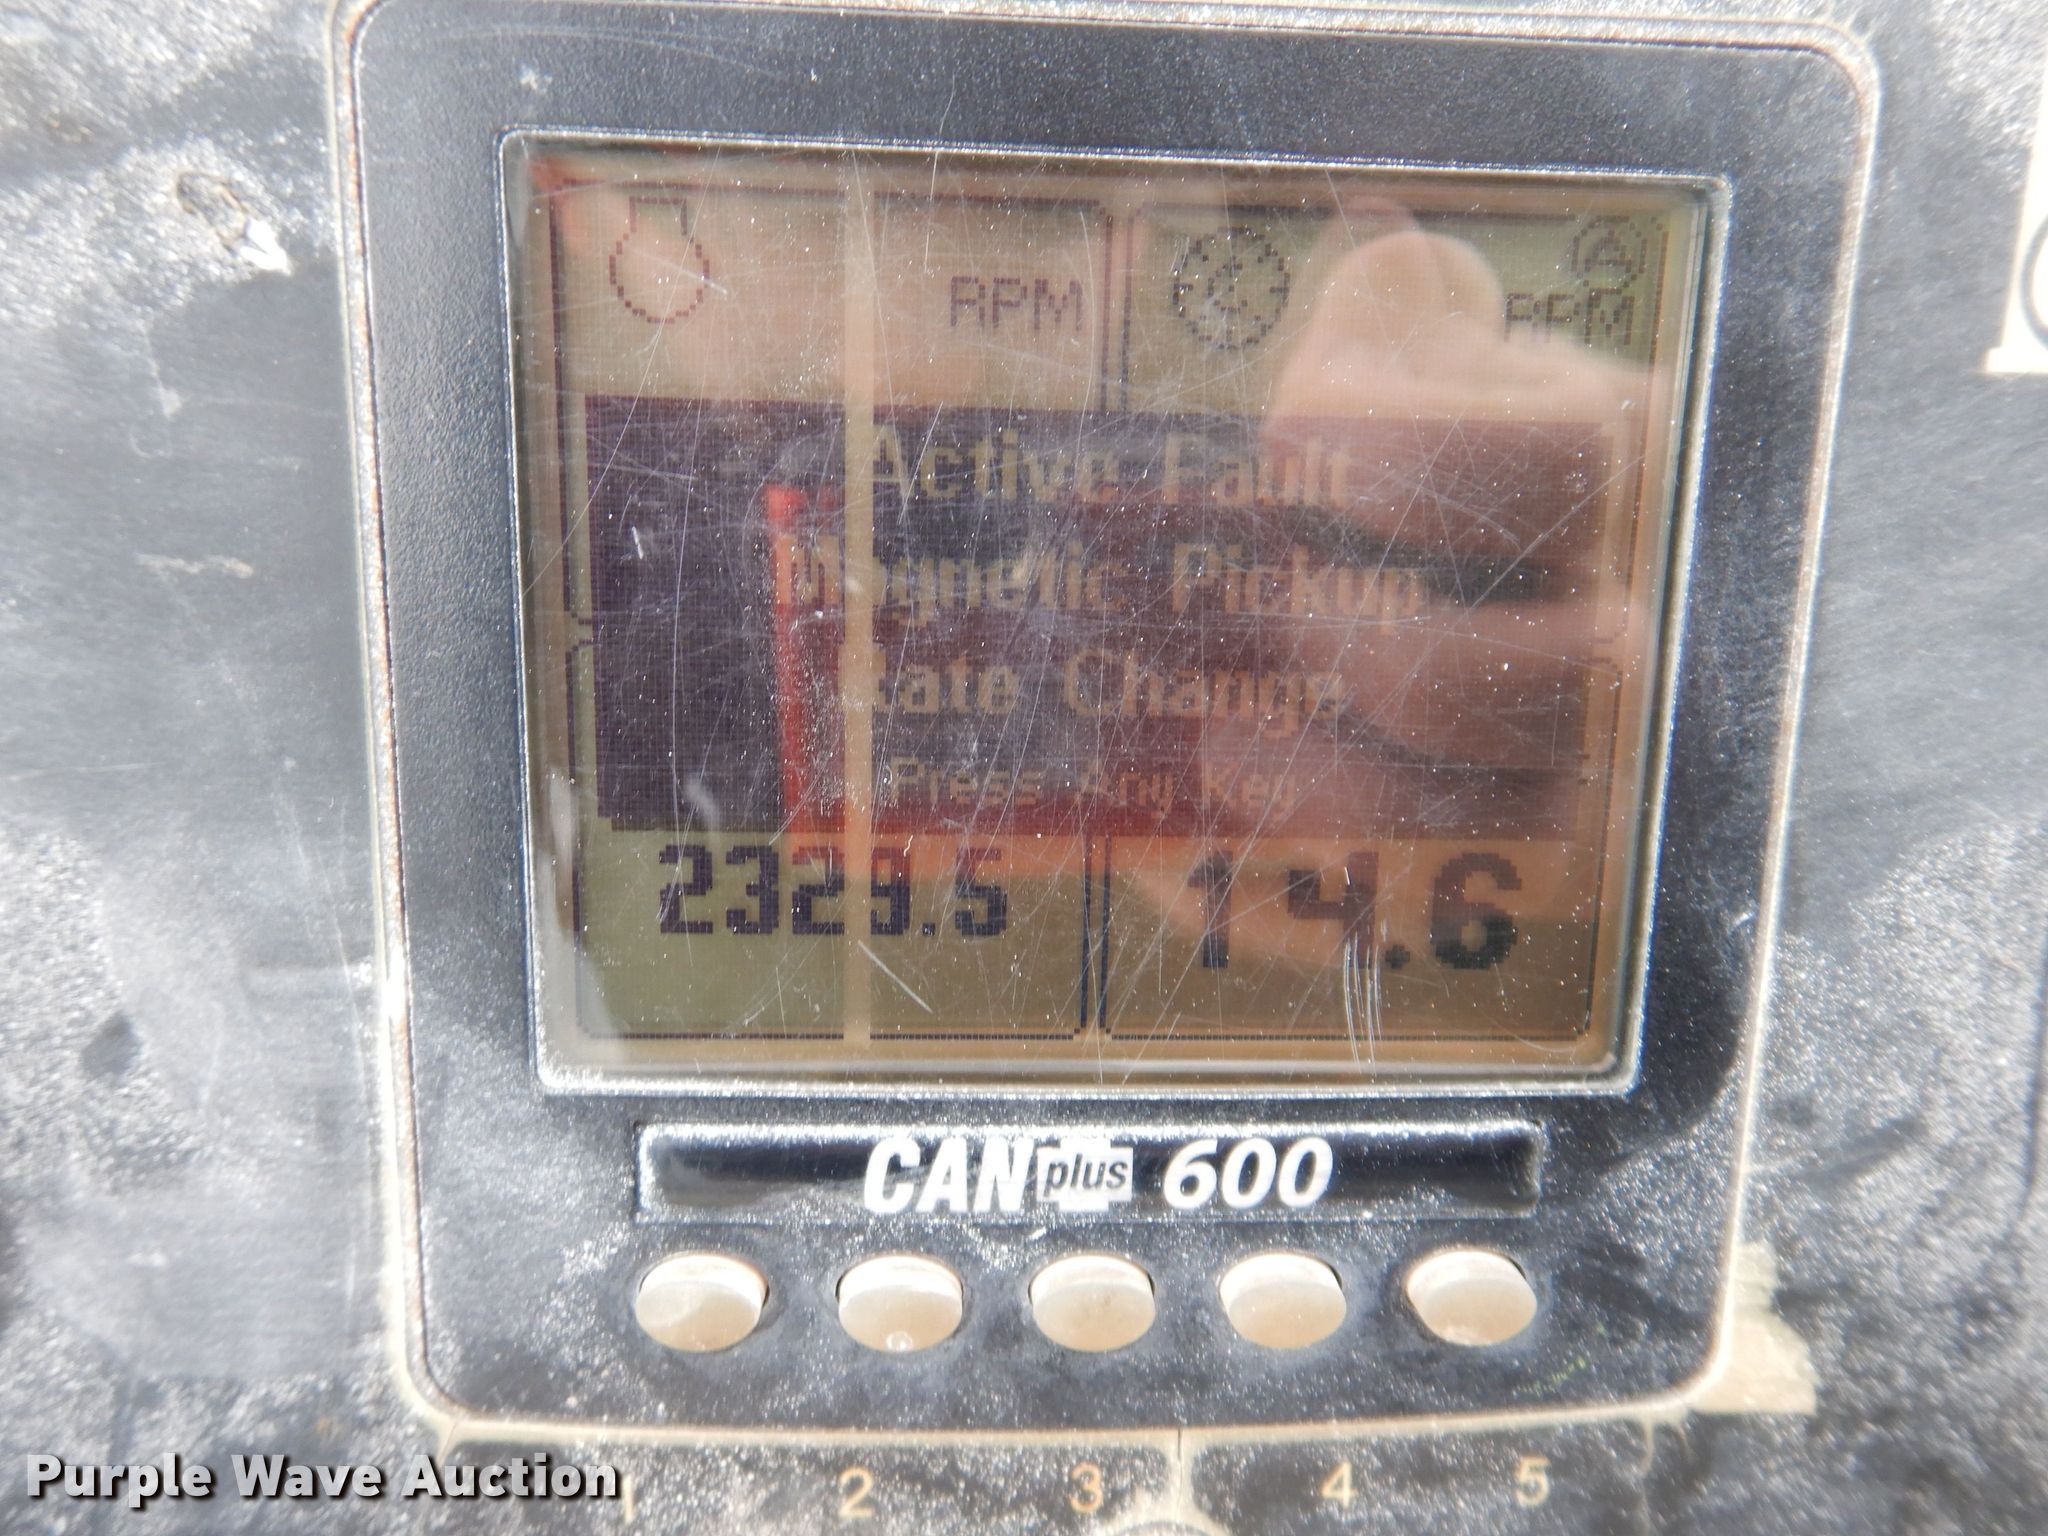 RPM
A
RPM
Active Fault
Magnetic Pickup
Rate Change
Press Any Key
2329.5
14.6
CAN plus 600
1 2 3 4 5
Purple Wave Auction